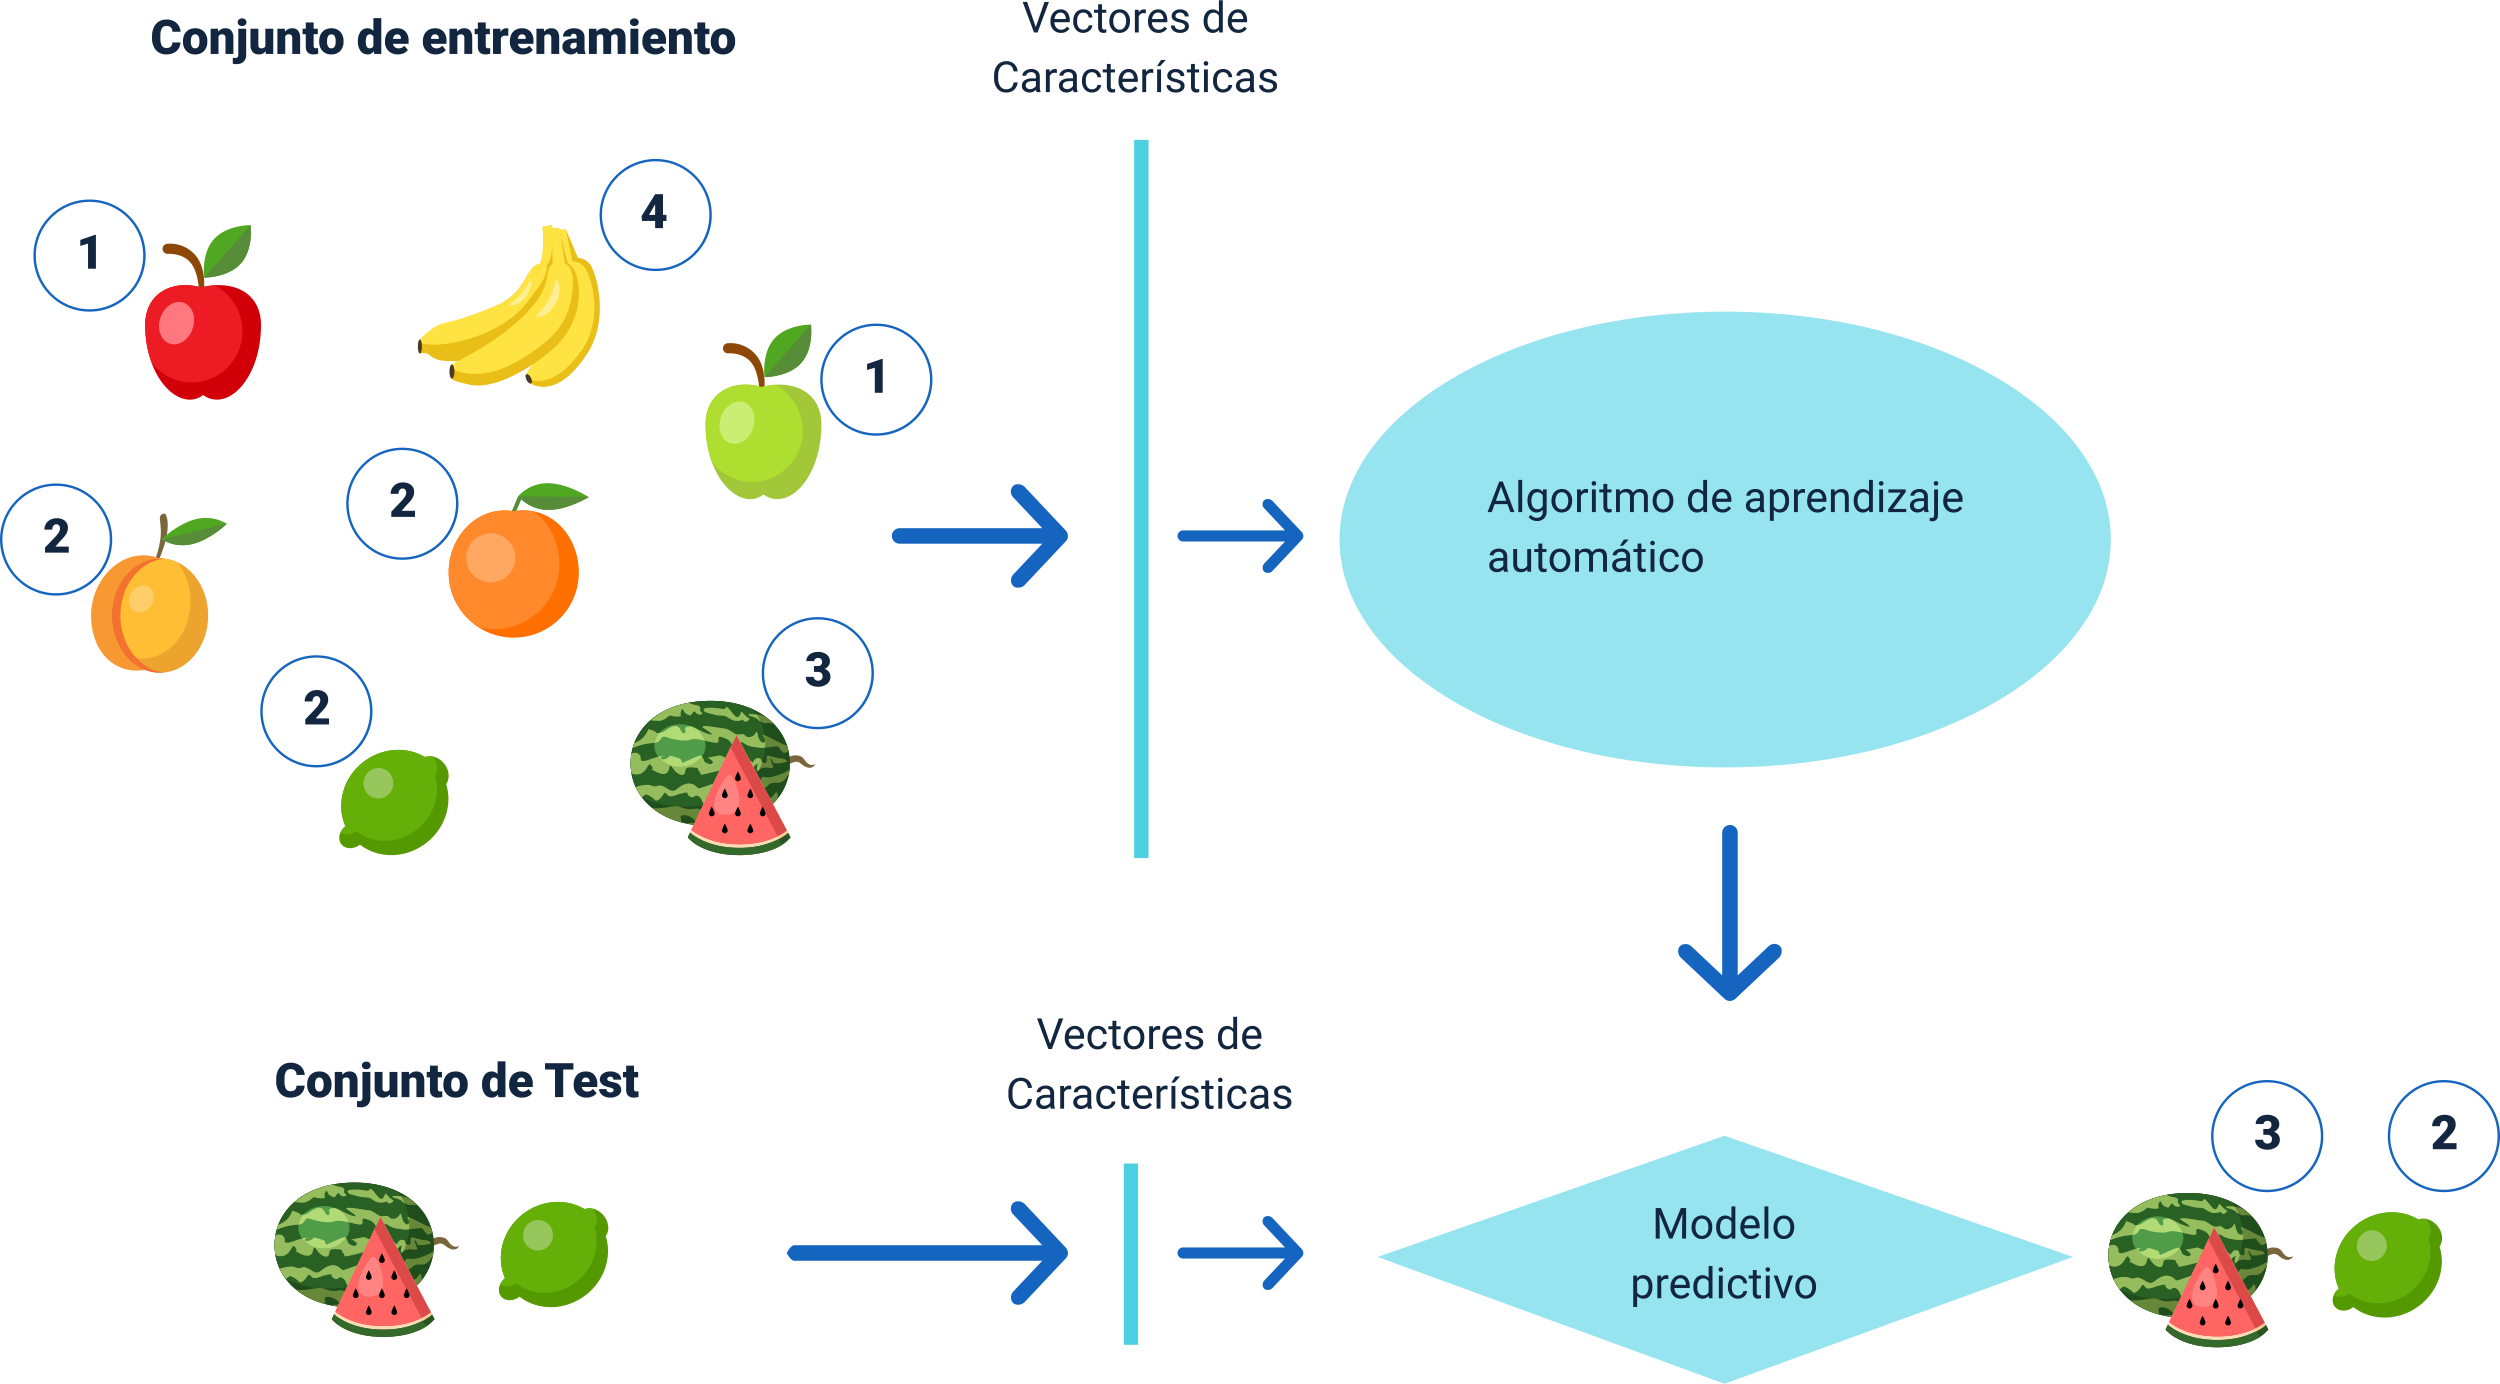 Conjunto de entrenamiento
Vectores de
Características
1
4
1
2
2
2
3
Algoritmo de aprendizaje
automático
Conjunto de Test
Vectores de
Características
Modelo
predictivo
3
2